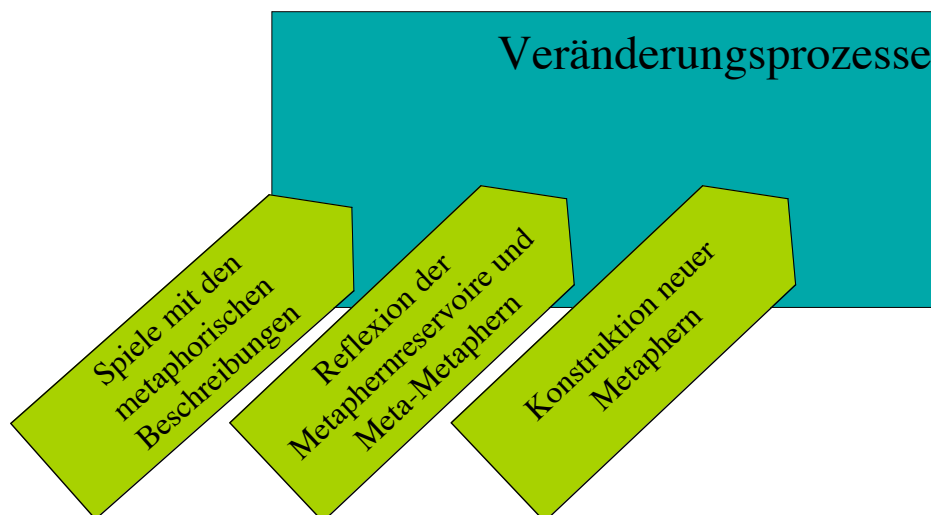 Veränderungsprozesse
Spiele mit den
metaphorischen
Beschreibungen
Reflexion der
Metaphernreservoire und
Meta-Metaphern
Konstruktion neuer
Metaphern